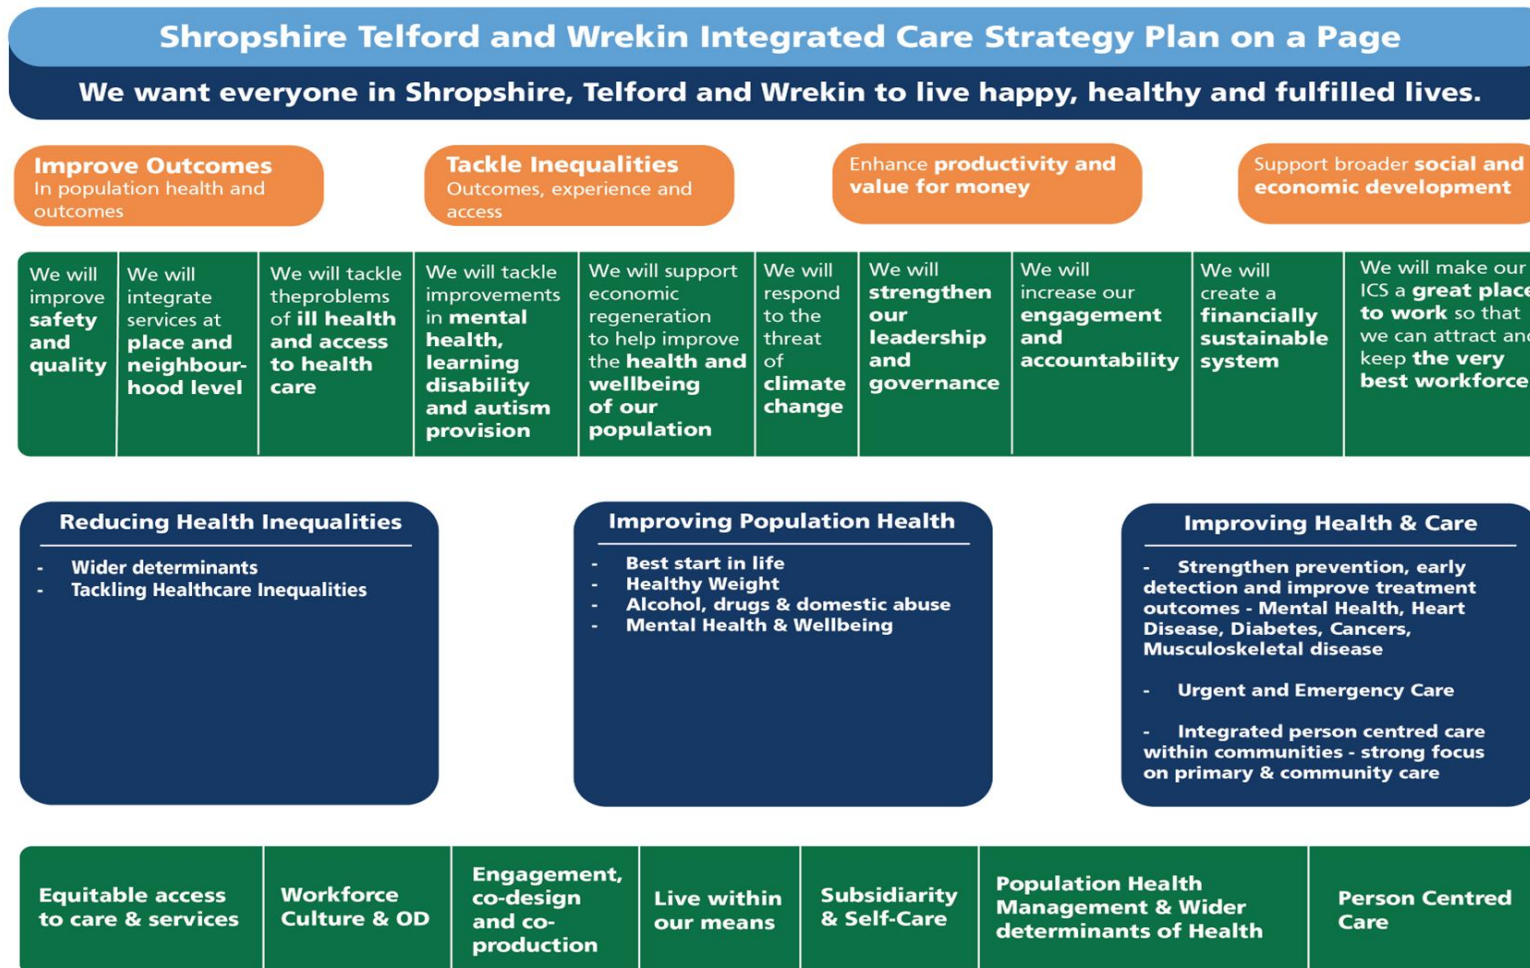 Shropshire Telford and Wrekin Integrated Care Strategy Plan on a Page
We want everyone in Shropshire, Telford and Wrekin to live happy, healthy and fulfilled lives.
Improve Outcomes
In population health and
outcomes
Tackle Inequalities
Outcomes, experience and
access
Enhance productivity and
value for money
Support broader social and
economic development
We will
improve
safety
and
quality
We will
integrate
services at
place and
neighbour-
hood level
We will tackle
theproblems
of ill health
and access
to health
care
We will tackle
improvements
in mental
health,
learning
disability
and autism
provision
We will support
economic
regeneration
to help improve
the health and
wellbeing
of our
population
We will
respond
to the
threat
of
climate
change
We will
strengthen
our
leadership
and
governance
We will
increase our
engagement
and
accountability
We will
create a
financially
sustainable
system
We will make our
ICS a great place
to work so that
we can attract and
keep the very
best workforce
Reducing Health Inequalities
- Wider determinants
- Tackling Healthcare Inequalities
Improving Population Health
- Best start in life
- Healthy Weight
- Alcohol, drugs & domestic abuse
- Mental Health & Wellbeing
Improving Health & Care
- Strengthen prevention, early
detection and improve treatment
outcomes - Mental Health, Heart
Disease, Diabetes, Cancers,
Musculoskeletal disease
- Urgent and Emergency Care
- Integrated person centred care
within communities - strong focus
on primary & community care
Equitable access
to care & services
Workforce
Culture & OD
Engagement,
co-design
and co-
production
Live within
our means
Subsidiarity
& Self-Care
Population Health
Management & Wider
determinants of Health
Person Centred
Care